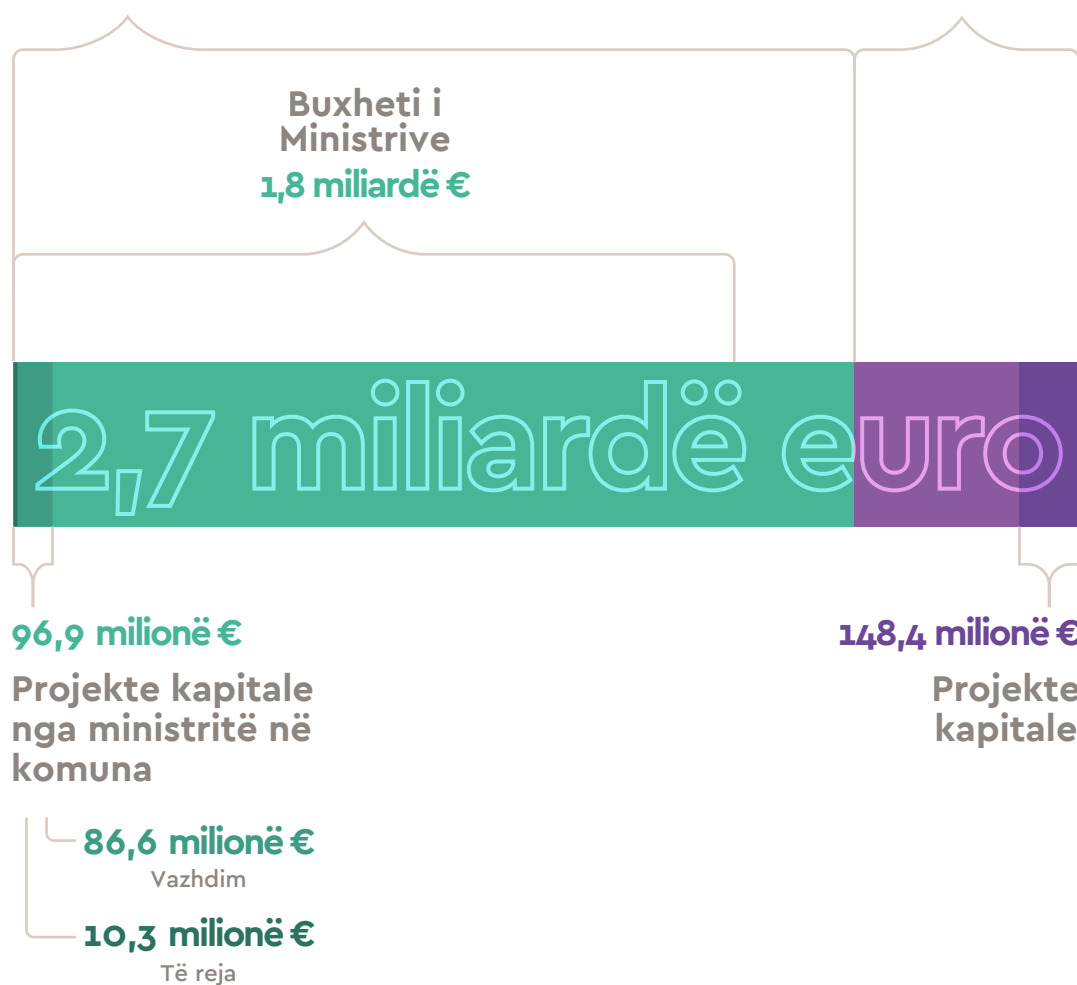 Buxheti i
Ministrive
1,8 miliardë €
2,7 miliardë euro
96,9 milionë €
Projekte kapitale
nga ministritë në
komuna
86,6 milionë €
Vazhdim
10,3 milionë €
Të reja
148,4 milionë €
Projekte
kapitale